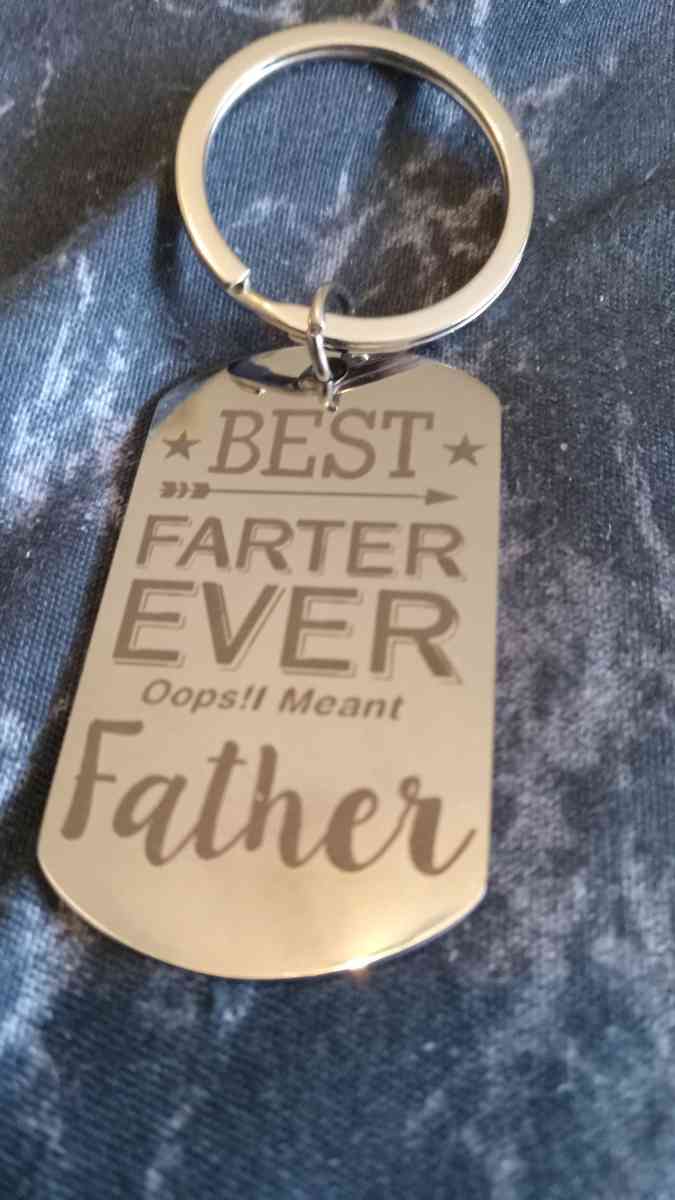 BEST
FARTER
EVER
Oops!I Meant
Father